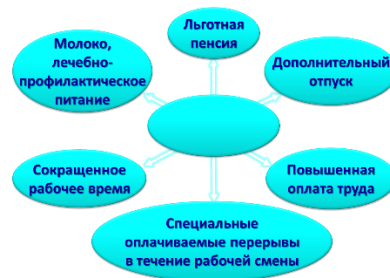 Льготная
пенсия
Молоко,
лечебно-
профилактическое
питание
Дополнительный
отпуск
Сокращенное
рабочее время
Повышенная
оплата труда
Специальные
оплачиваемые перерывы
в течение рабочей смены